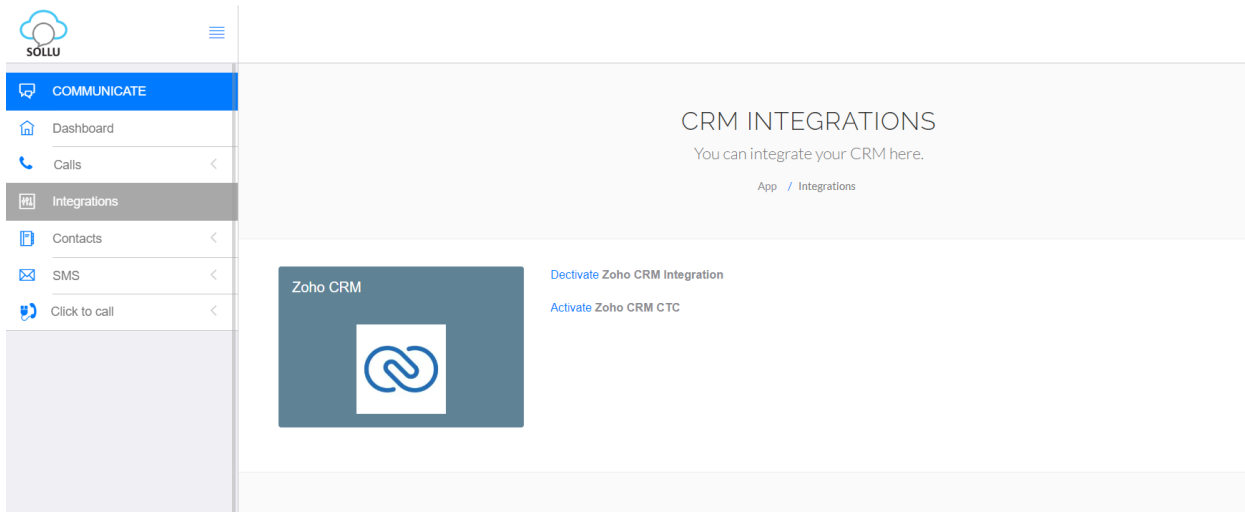 SOLLU
COMMUNICATE
Dashboard
Calls
Integrations
Contacts
SMS
Click to call
CRM INTEGRATIONS
You can integrate your CRM here.
App / Integrations
Zoho CRM
Dectivate Zoho CRM Integration
Activate Zoho CRM CTC